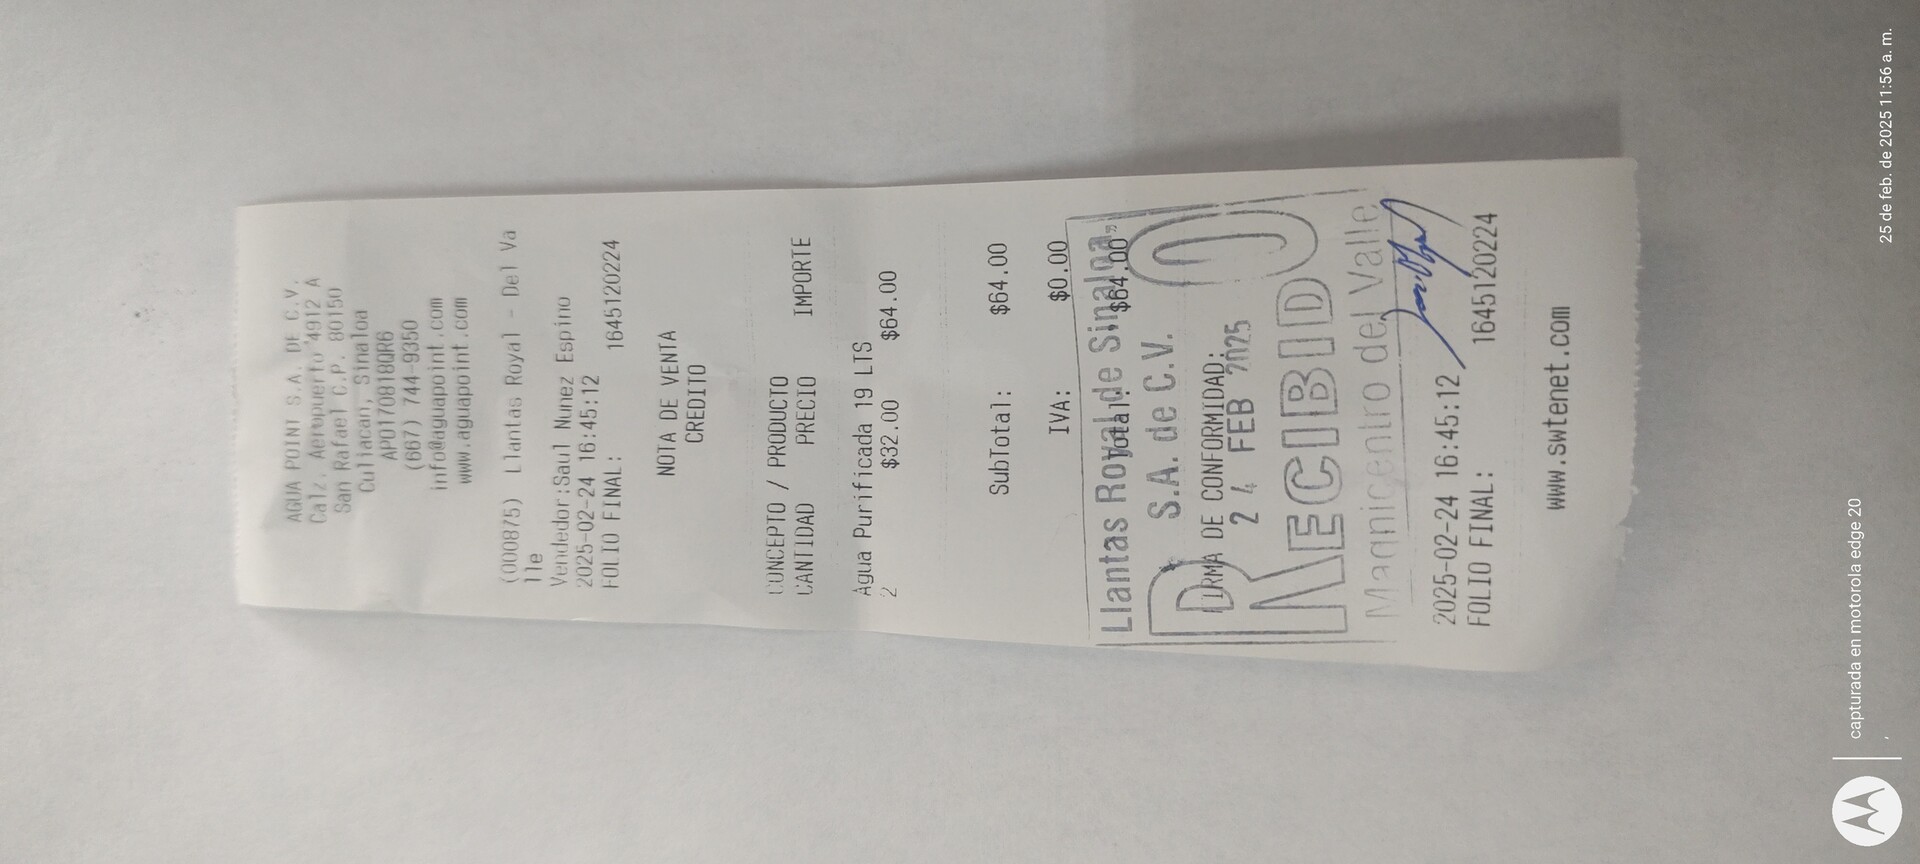 AGUA POINT S.A. DE C.V.
Calz. Aeropuerto 4912 A
San Rafael C.P. 80150
Culiacan, Sinaloa
APO170818QR6
(667)744-9350
info@aguapoint.com
www.aguapoint.com
(000875) Llantas Royal - Del Va
lle
Vendedor:Saul Nunez Espino
2025-02-24 16:45:12
FOLIO FINAL: 1645120224
NOTA DE VENTA
CREDITO
CONCEPTO / PRODUCTO
CANTIDAD PRECIO IMPORTE
Agua Purificada 19 LTS
2 $32.00 $64.00
SubTotal: $64.00
IVA: $0.00
Total: $64.00
Llantas Royal de Sinaloa,
S.A. de C.V.
FIRMA DE CONFORMIDAD:
24 FEB 2025
RECIBIDO
Magnicentro del Valle
2025-02-24 16:45:12
FOLIO FINAL: 1645120224
www.swtenet.com
capturada en motorola edge 20
,
25 de feb. de 2025 11:56 a. m.